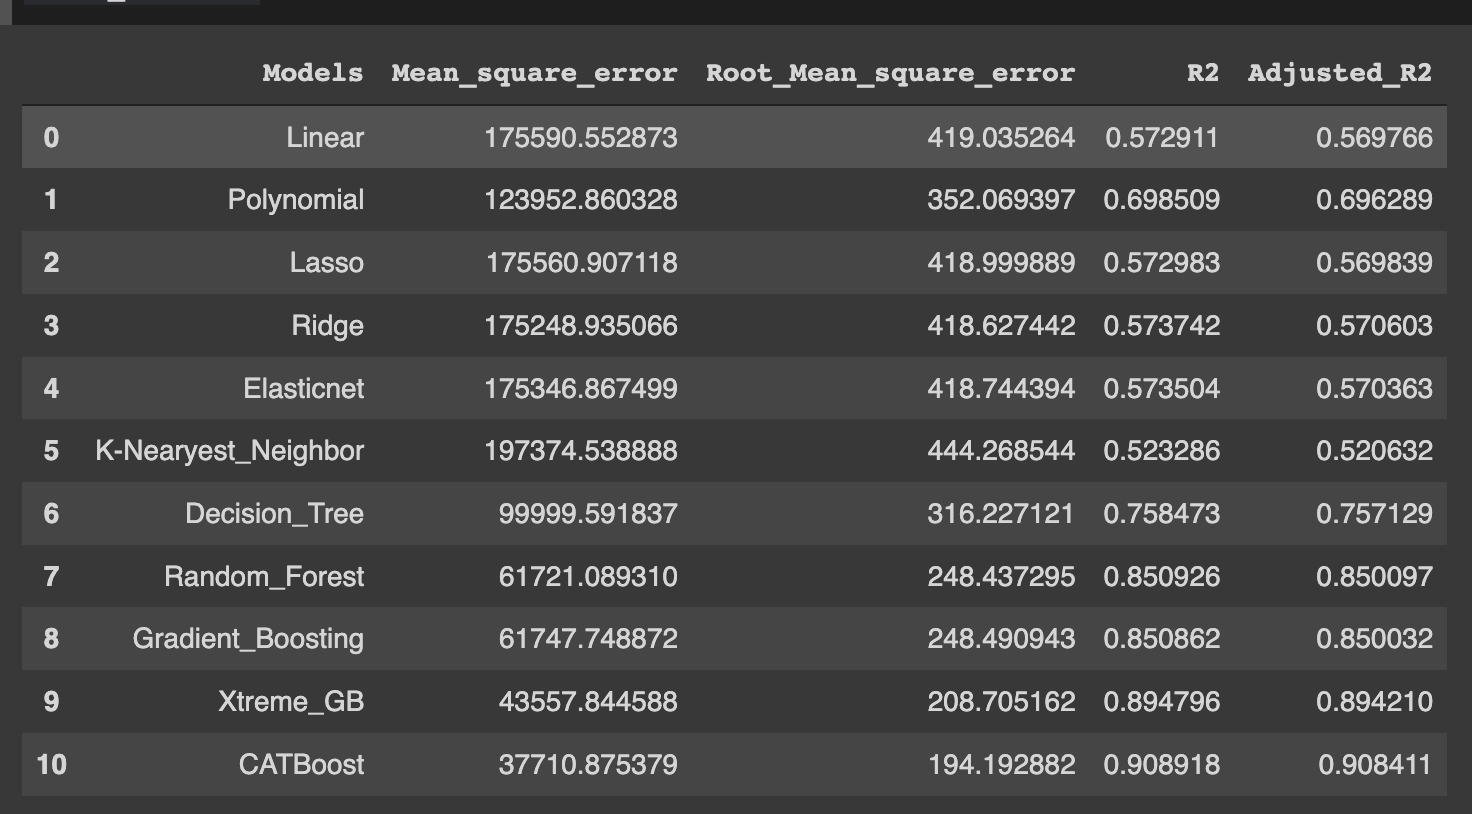 Models Mean_square_error Root_Mean_square_error R2 Adjusted_R2
0 Linear 175590.552873 419.035264 0.572911 0.569766
1 Polynomial 123952.860328 352.069397 0.698509 0.696289
2 Lasso 175560.907118 418.999889 0.572983 0.569839
3 Ridge 175248.935066 418.627442 0.573742 0.570603
4 Elasticnet 175346.867499 418.744394 0.573504 0.570363
5 K-Nearyest_Neighbor 197374.538888 444.268544 0.523286 0.520632
6 Decision_Tree 99999.591837 316.227121 0.758473 0.757129
7 Random_Forest 61721.089310 248.437295 0.850926 0.850097
8 Gradient_Boosting 61747.748872 248.490943 0.850862 0.850032
9 Xtreme_GB 43557.844588 208.705162 0.894796 0.894210
10 CATBoost 37710.875379 194.192882 0.908918 0.908411